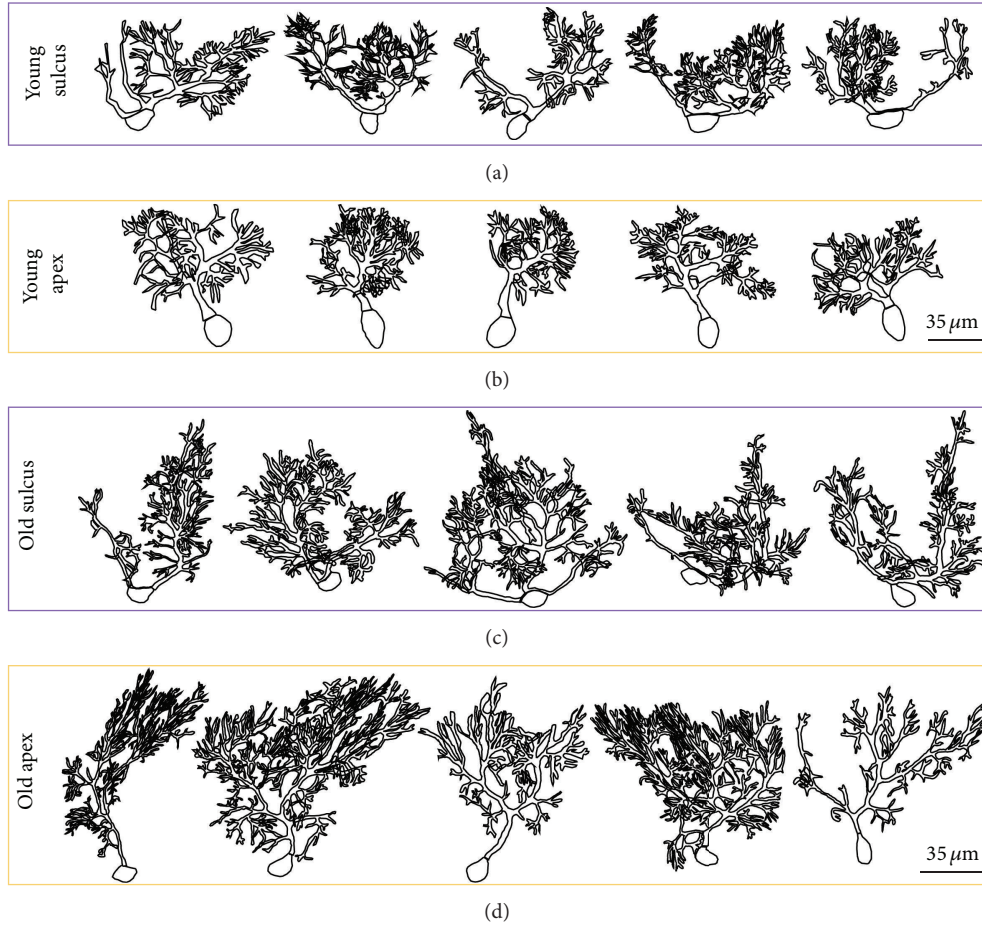 Young
sulcus
(a)
Young
apex
35 μm
(b)
Old sulcus
(c)
Old apex
35 μm
(d)